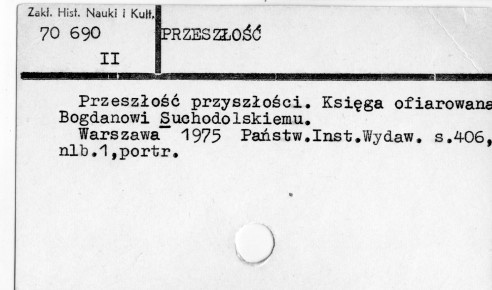 Zakł. Hist. Nauki i Kult.
70 690
PRZESZŁOŚĆ
II
Przeszłość przyszłości. Księga ofiarowana
Bogdanowi Suchodolskiemu.
Warszawa 1975 Państw.Inst.Wydaw. s.406,
nlb.1,portr.